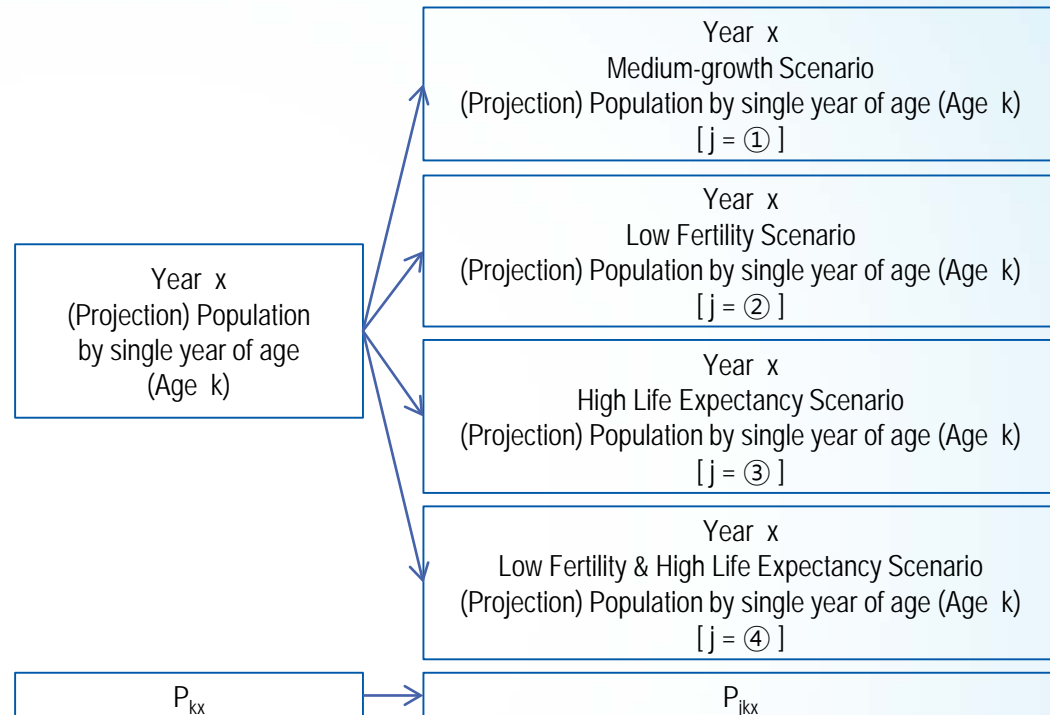 Year x
Medium-growth Scenario
(Projection) Population by single year of age (Age k)
[ j = ① ]
Year x
Low Fertility Scenario
(Projection) Population by single year of age (Age k)
[ j = ② ]
Year x
(Projection) Population
by single year of age
(Age k)
Year x
High Life Expectancy Scenario
(Projection) Population by single year of age (Age k)
[ j = ③ ]
Year x
Low Fertility & High Life Expectancy Scenario
(Projection) Population by single year of age (Age k)
[ j = ④ ]
Pkx
Pjkx